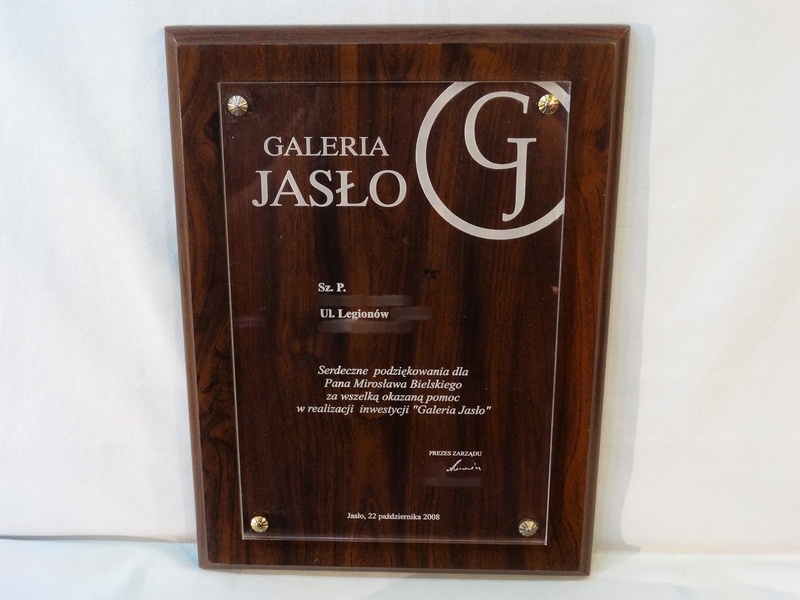 GALERIA
JASŁO
GJ
Sz. P.
Ul. Legionów
Serdeczne podziękowania dla
Pana Mirosława Bielskiego
za wszelką okazaną pomoc
w realizacji inwestycji "Galeria Jasło"
PREZES ZARZĄDU
Jasło, 22 października 2008